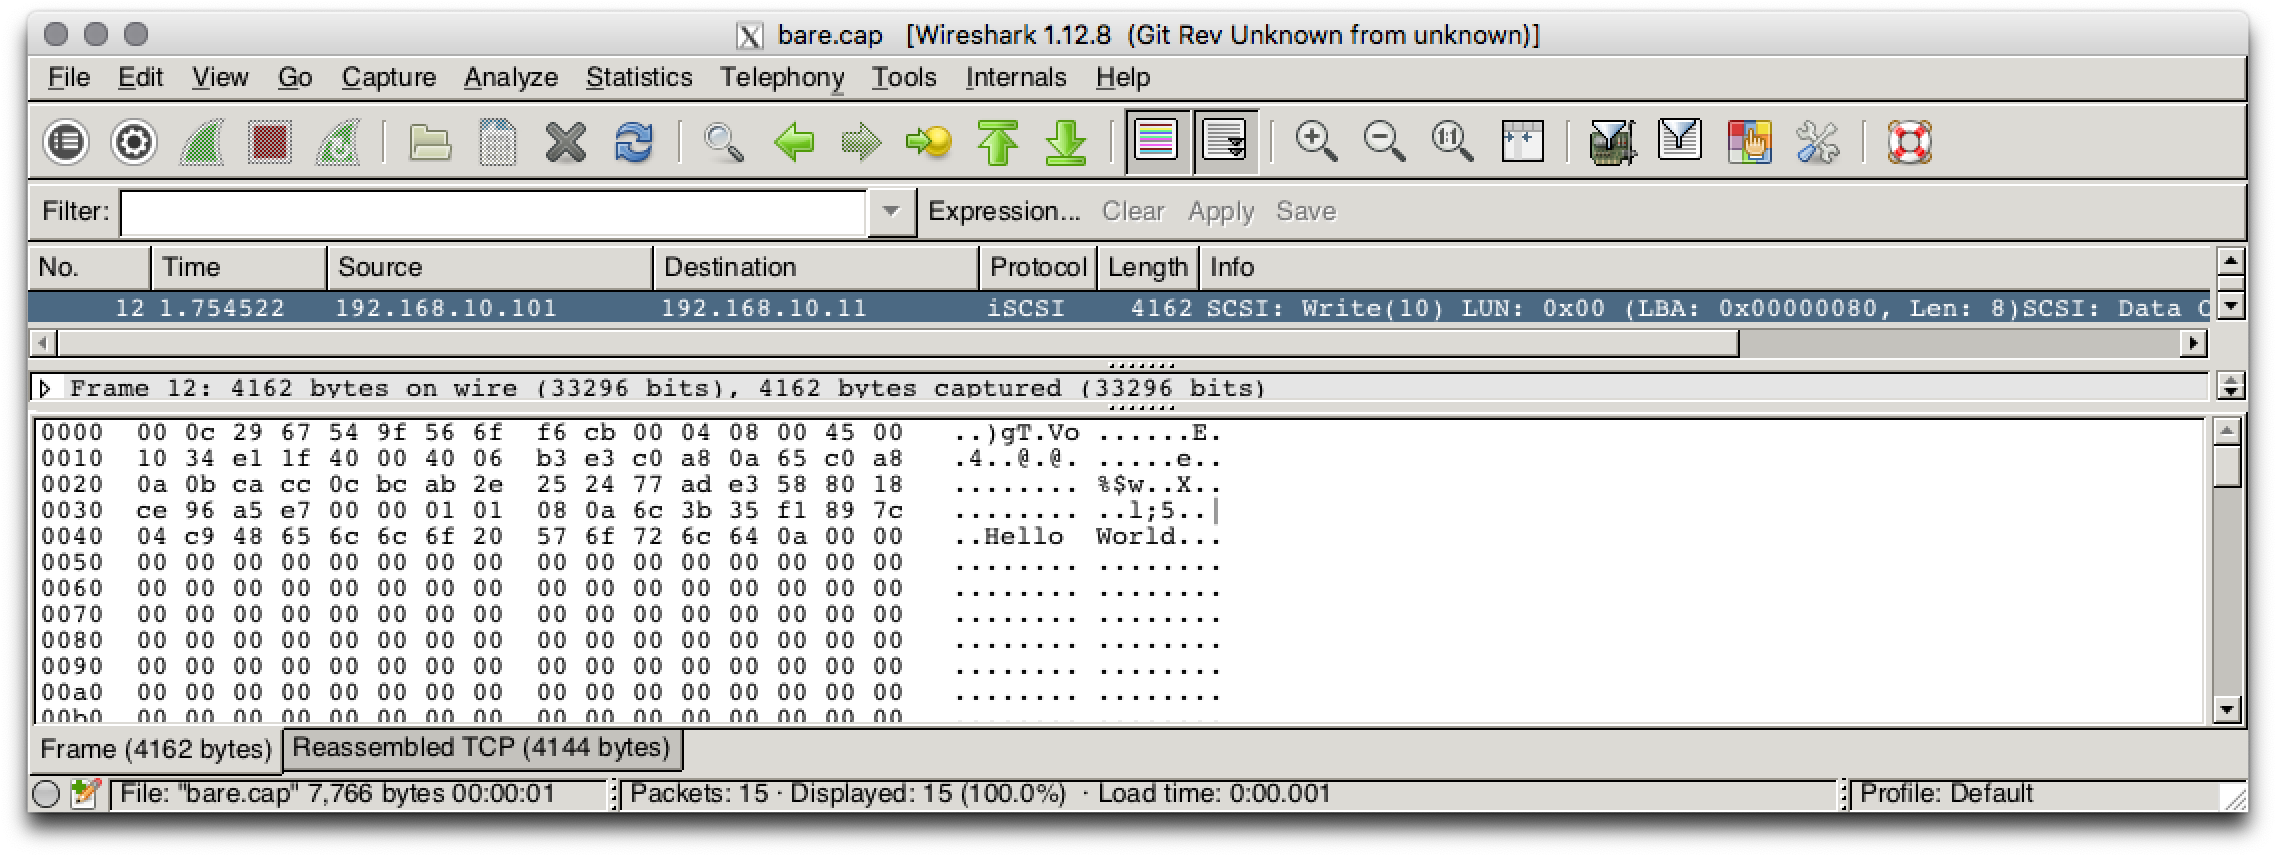 bare.cap [Wireshark 1.12.8 (Git Rev Unknown from unknown)]
File Edit View Go Capture Analyze Statistics Telephony Tools Internals Help
Filter: Expression... Clear Apply Save
No. Time Source Destination Protocol Length Info
12 1.754522 192.168.10.101 192.168.10.11 iSCSI 4162 SCSI: Write(10) LUN: 0x00 (LBA: 0x00000080, Len: 8)SCSI: Data O
Frame 12: 4162 bytes on wire (33296 bits), 4162 bytes captured (33296 bits)
0000 00 0c 29 67 54 9f 56 6f f6 cb 00 04 08 00 45 00 ..)gT.Vo ......E.
0010 10 34 e1 1f 40 00 40 06 b3 e3 c0 a8 0a 65 c0 a8 .4..@.@. .....e..
0020 0a 0b ca cc 0c bc ab 2e 25 24 77 ad e3 58 80 18 ........ %$w..X..
0030 ce 96 a5 e7 00 00 01 01 08 0a 6c 3b 35 f1 89 7c ........ ..l;5..|
0040 04 c9 48 65 6c 6c 6f 20 57 6f 72 6c 64 0a 00 00 ..Hello World...
0050 00 00 00 00 00 00 00 00 00 00 00 00 00 00 00 00 ........ ........
0060 00 00 00 00 00 00 00 00 00 00 00 00 00 00 00 00 ........ ........
0070 00 00 00 00 00 00 00 00 00 00 00 00 00 00 00 00 ........ ........
0080 00 00 00 00 00 00 00 00 00 00 00 00 00 00 00 00 ........ ........
0090 00 00 00 00 00 00 00 00 00 00 00 00 00 00 00 00 ........ ........
00a0 00 00 00 00 00 00 00 00 00 00 00 00 00 00 00 00 ........ ........
00b0 00 00 00 00 00 00 00 00 00 00 00 00 00 00 00 00 ........ ........
Frame (4162 bytes) Reassembled TCP (4144 bytes)
File: "bare.cap" 7,766 bytes 00:00:01 Packets: 15 · Displayed: 15 (100.0%) · Load time: 0:00.001 Profile: Default